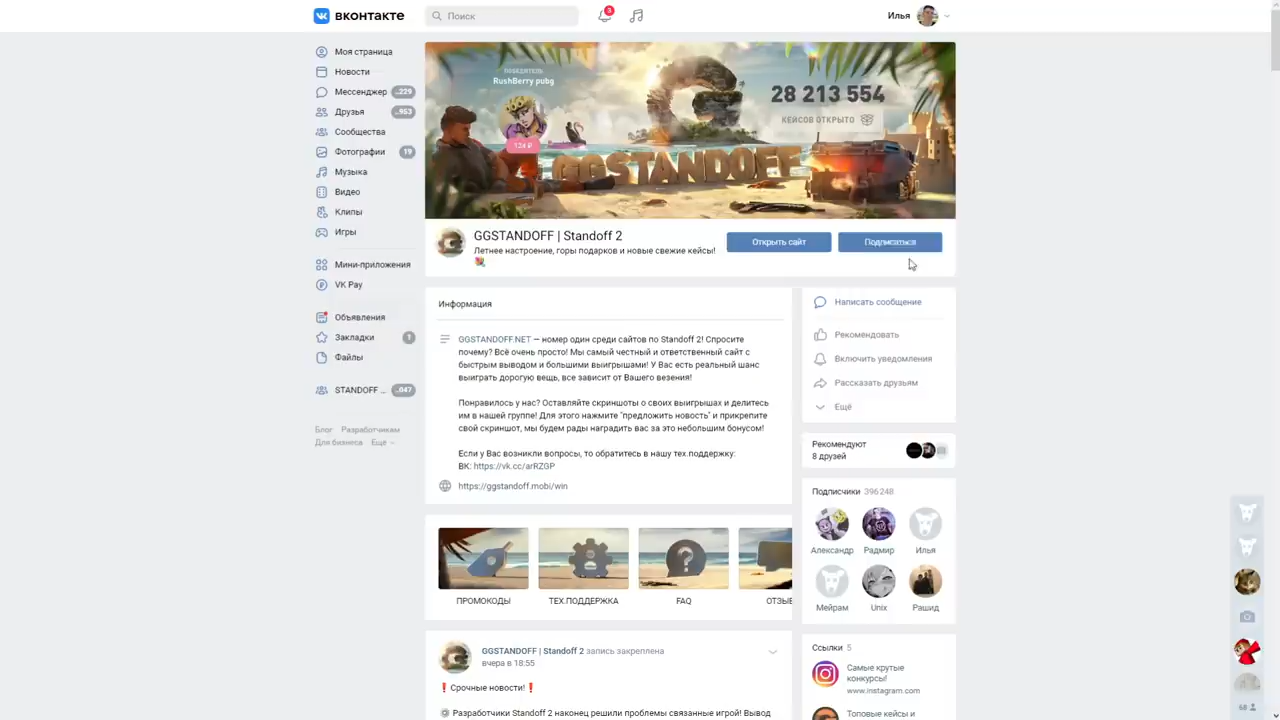 вконтакте
Поиск
3
Илья
Моя страница
Новости
Мессенджер
..229
Друзья
..953
Сообщества
Фотографии
19
Музыка
Видео
Клипы
Игры
Мини-приложения
VK Pay
Объявления
Закладки
1
Файлы
STANDOFF ...
..047
Блог Разработчикам
Для бизнеса Ещё
ПОБЕДИТЕЛЬ
RushBerry pubg
124 ₽
28 213 554
КЕЙСОВ ОТКРЫТО
GGSTANDOFF
GGSTANDOFF | Standoff 2
Летнее настроение, горы подарков и новые свежие кейсы!
Открыть сайт
Подписаться
Информация
GGSTANDOFF.NET — номер один среди сайтов по Standoff 2! Спросите
почему? Всё очень просто! Мы самый честный и ответственный сайт с
быстрым выводом и большими выигрышами! У Вас есть реальный шанс
выиграть дорогую вещь, все зависит от Вашего везения!
Понравилось у нас? Оставляйте скриншоты о своих выигрышах и делитесь
им в нашей группе! Для этого нажмите "предложить новость" и прикрепите
свой скриншот, мы будем рады наградить вас за это небольшим бонусом!
Если у Вас возникли вопросы, то обратитесь в нашу тех.поддержку:
ВК: https://vk.cc/arRZGP
https://ggstandoff.mobi/win
ПРОМОКОДЫ
ТЕХ.ПОДДЕРЖКА
FAQ
ОТЗЫВ
GGSTANDOFF | Standoff 2 запись закреплена
вчера в 18:55
❗ Срочные новости! ❗
Разработчики Standoff 2 наконец решили проблемы связанные игрой! Вывод
Написать сообщение
Рекомендовать
Включить уведомления
Рассказать друзьям
Ещё
Рекомендуют
8 друзей
Подписчики 396 248
Александр
Радмир
Илья
Мейрам
Unix
Рашид
Ссылки 5
Самые крутые
конкурсы!
www.instagram.com
Топовые кейсы и
68